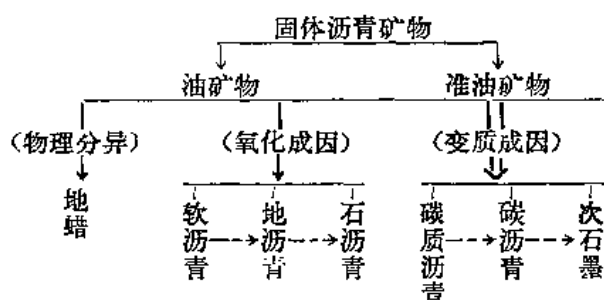 固体沥青矿物
油矿物 准油矿物
(物理分异) (氧化成因) (变质成因)
地蜡 软沥青 地沥青 石沥青 碳质沥青 碳沥青 次石墨